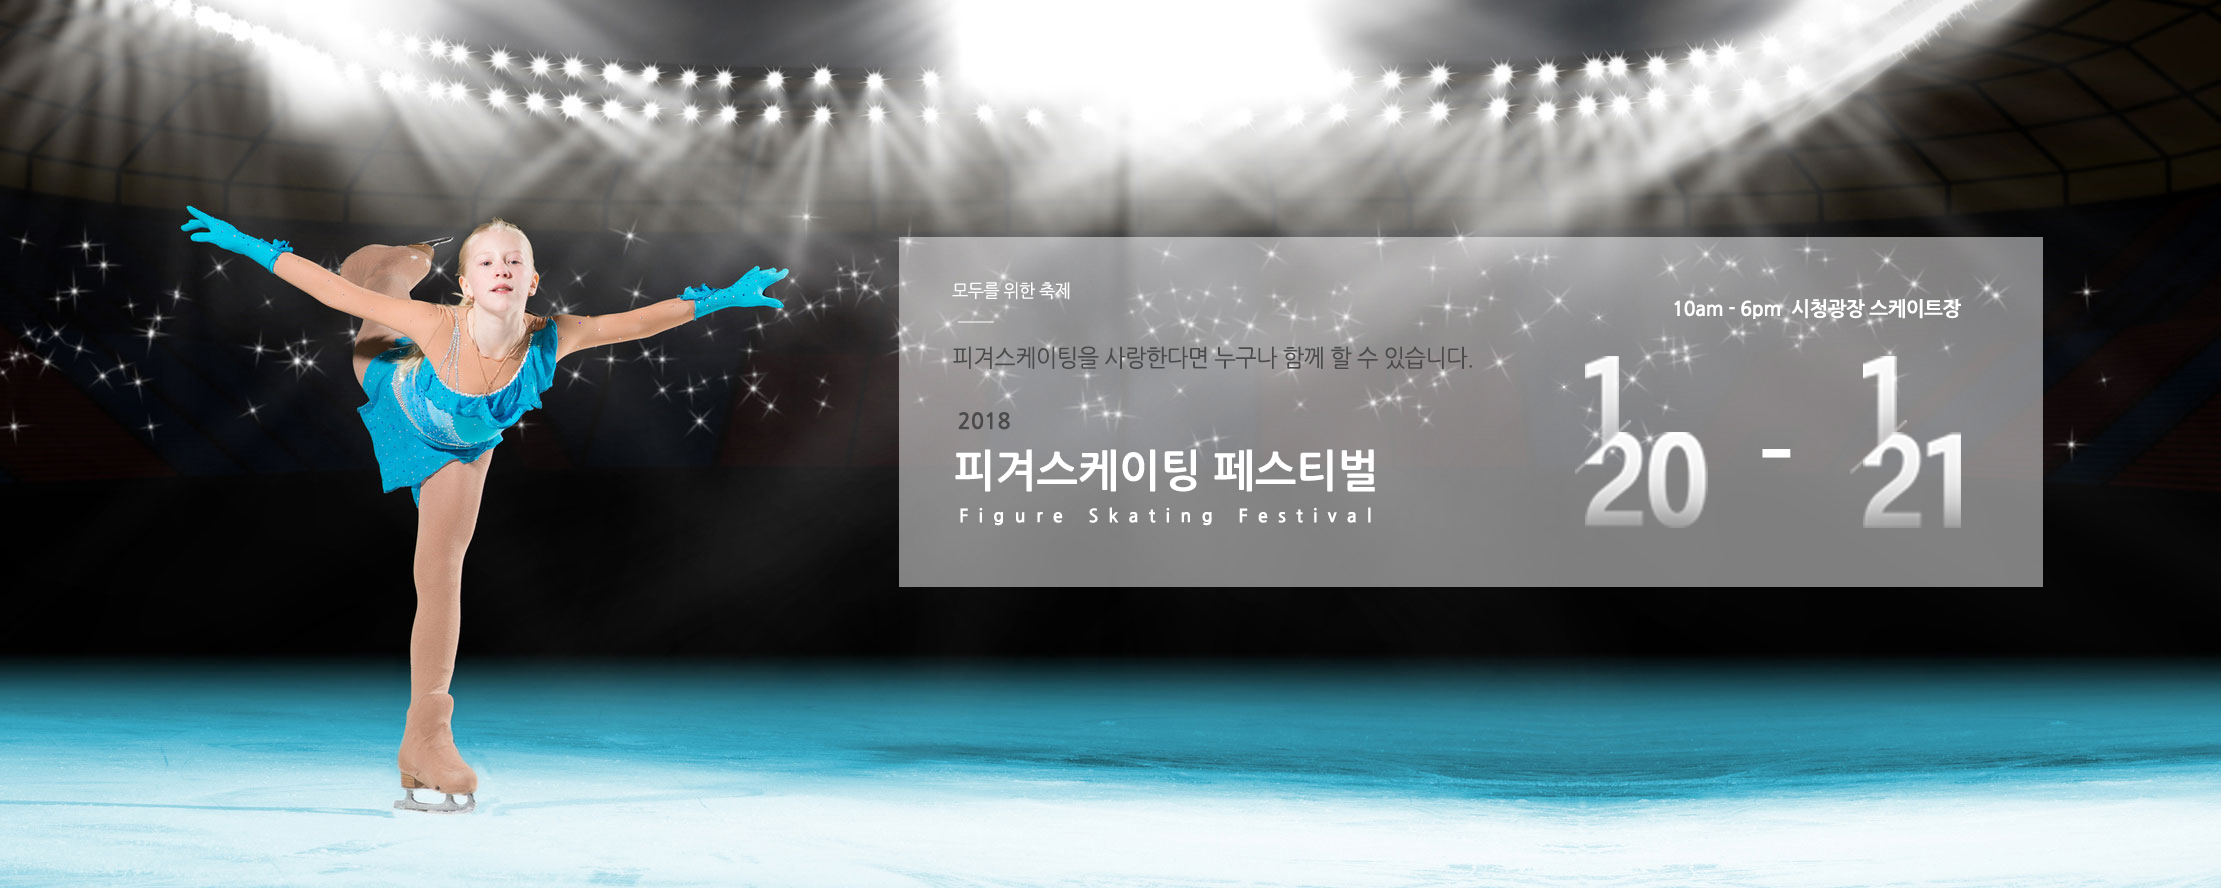 모두를 위한 축제
피겨스케이팅을 사랑한다면 누구나 함께 할 수 있습니다.
2018
피겨스케이팅 페스티벌
Figure Skating Festival
10am - 6pm 시청광장 스케이트장
1/20 - 1/21